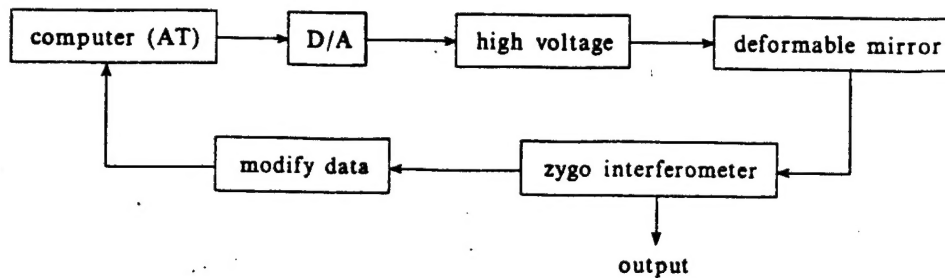 computer (AT)
D/A
high voltage
deformable mirror
modify data
zygo interferometer
output